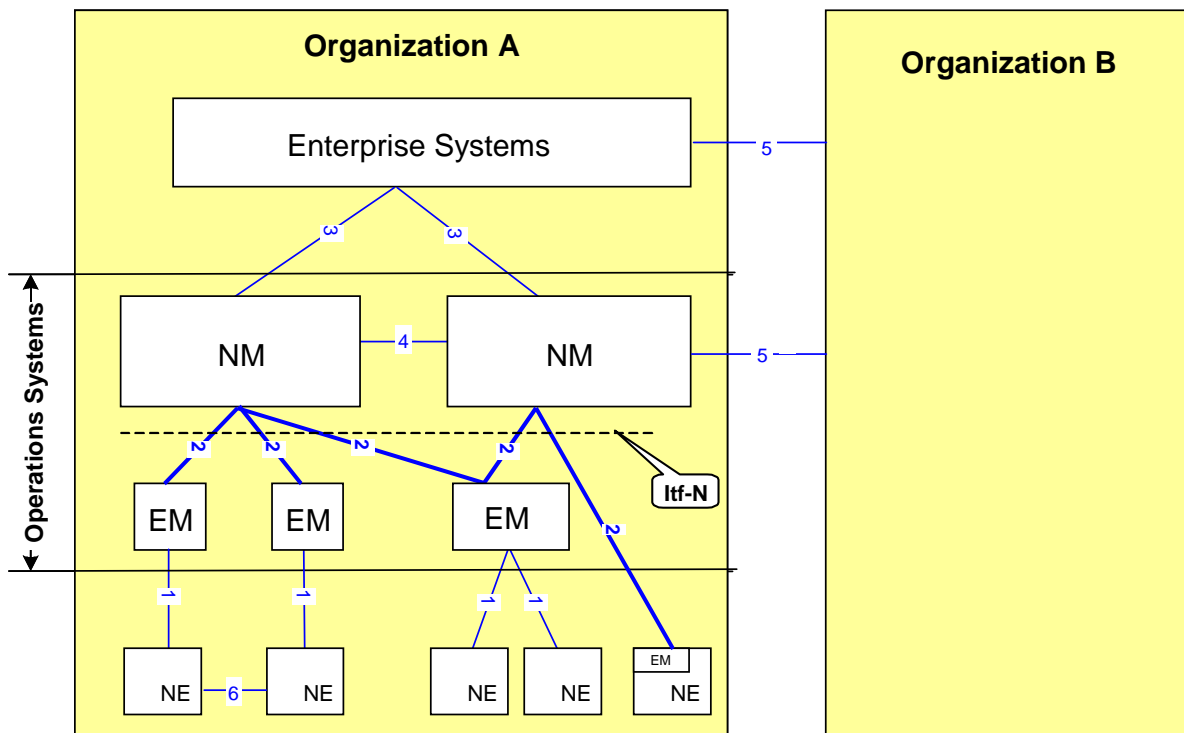 Organization A
Organization B
Enterprise Systems
5
3
3
Operations Systems
NM
4
NM
5
2
2
2
2
Itf-N
EM
EM
EM
2
1
1
1
1
EM
NE
6
NE
NE
NE
NE